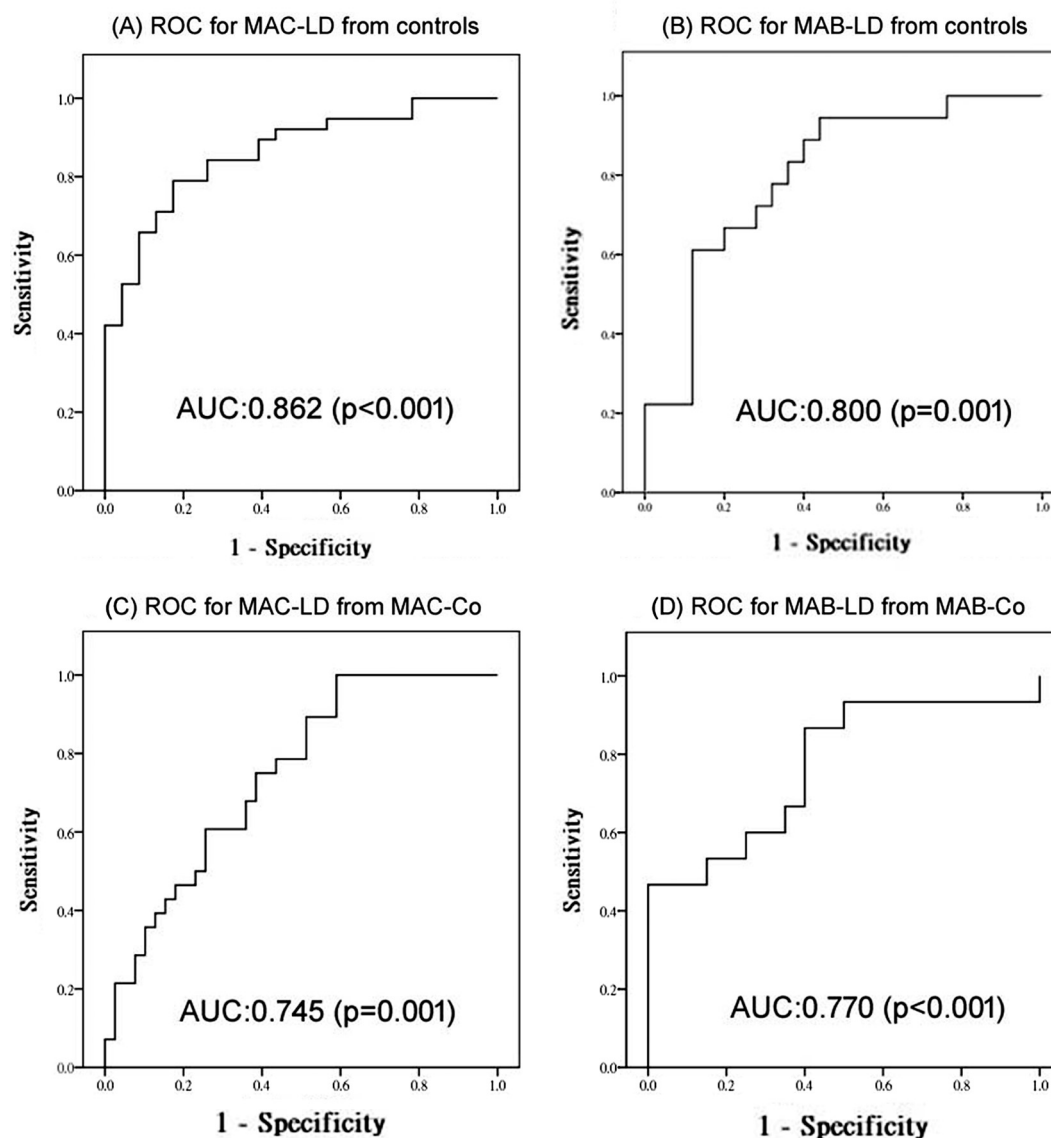 (A) ROC for MAC-LD from controls
1.0
0.8
0.6
0.4
0.2
0.0
Sensitivity
AUC:0.862 (p<0.001)
0.0 0.2 0.4 0.6 0.8 1.0
1 - Specificity
(B) ROC for MAB-LD from controls
1.0
0.8
0.6
0.4
0.2
0.0
Sensitivity
AUC:0.800 (p=0.001)
0.0 0.2 0.4 0.6 0.8 1.0
1 - Specificity
(C) ROC for MAC-LD from MAC-Co
1.0
0.8
0.6
0.4
0.2
0.0
Sensitivity
AUC:0.745 (p=0.001)
0.0 0.2 0.4 0.6 0.8 1.0
1 - Specificity
(D) ROC for MAB-LD from MAB-Co
1.0
0.8
0.6
0.4
0.2
0.0
Sensitivity
AUC:0.770 (p<0.001)
0.0 0.2 0.4 0.6 0.8 1.0
1 - Specificity